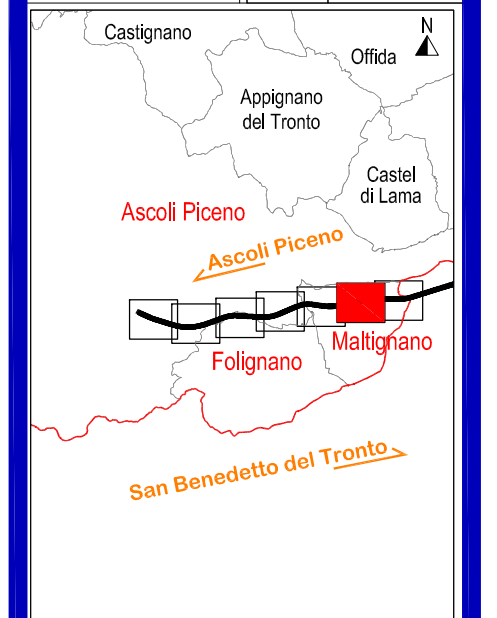 Castignano
N
Offida
Appignano
del Tronto
Castel
di Lama
Ascoli Piceno
Ascoli Piceno
Maltignano
Folignano
San Benedetto del Tronto